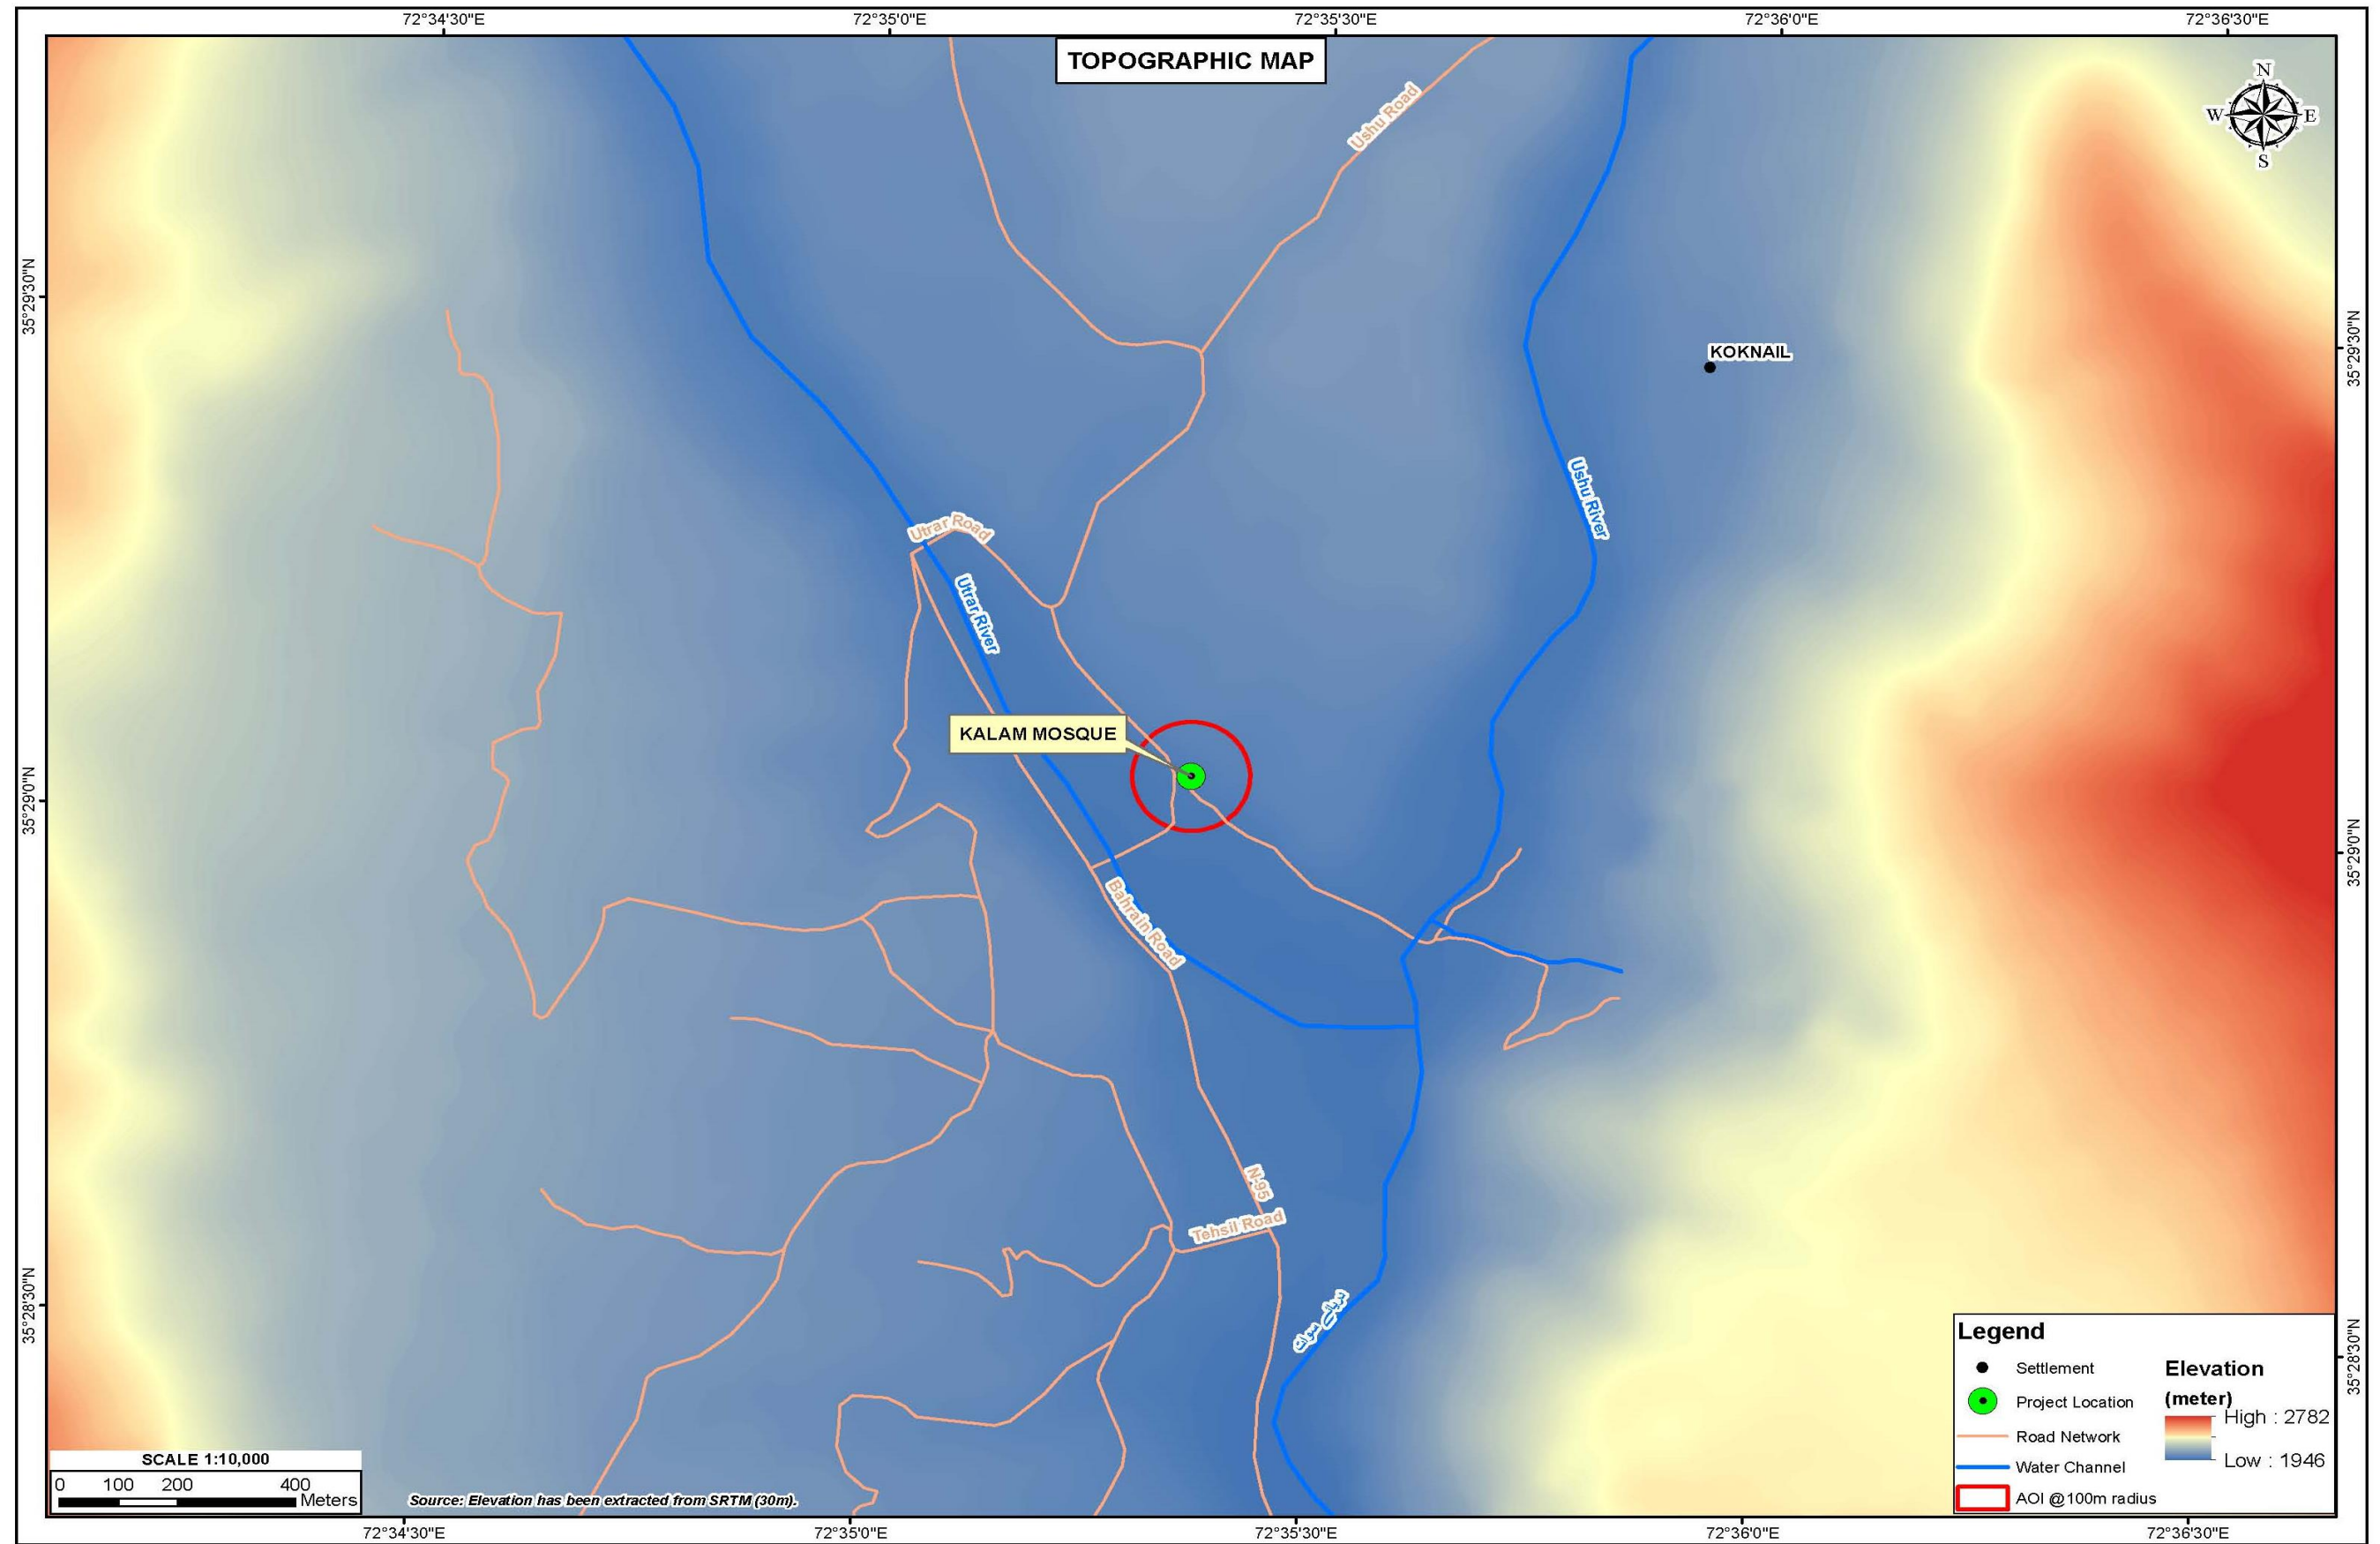 72°34'30"E
72°35'0"E
72°35'30"E
72°36'0"E
72°36'30"E
TOPOGRAPHIC MAP
N
W
E
S
Ushu Road
35°29'30"N
35°29'30"N
KOKNAIL
Ushu River
Utrar Road
Utrar River
KALAM MOSQUE
35°29'0"N
35°29'0"N
Bahrain Road
N-95
Tehsil Road
دریائے سوات
35°28'30"N
35°28'30"N
Legend
Settlement
Project Location
Road Network
Water Channel
AOI @100m radius
Elevation
(meter)
High : 2782
Low : 1946
SCALE 1:10,000
0 100 200 400
Meters
Source: Elevation has been extracted from SRTM (30m).
72°34'30"E
72°35'0"E
72°35'30"E
72°36'0"E
72°36'30"E